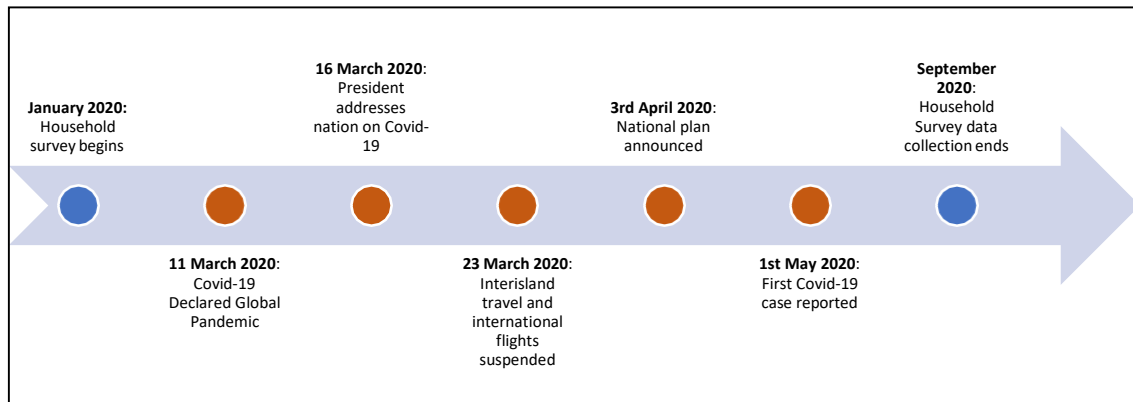 January 2020:
Household
survey begins
11 March 2020:
Covid-19
Declared Global
Pandemic
16 March 2020:
President
addresses
nation on Covid-
19
23 March 2020:
Interisland
travel and
international
flights
suspended
3rd April 2020:
National plan
announced
1st May 2020:
First Covid-19
case reported
September
2020:
Household
Survey data
collection ends